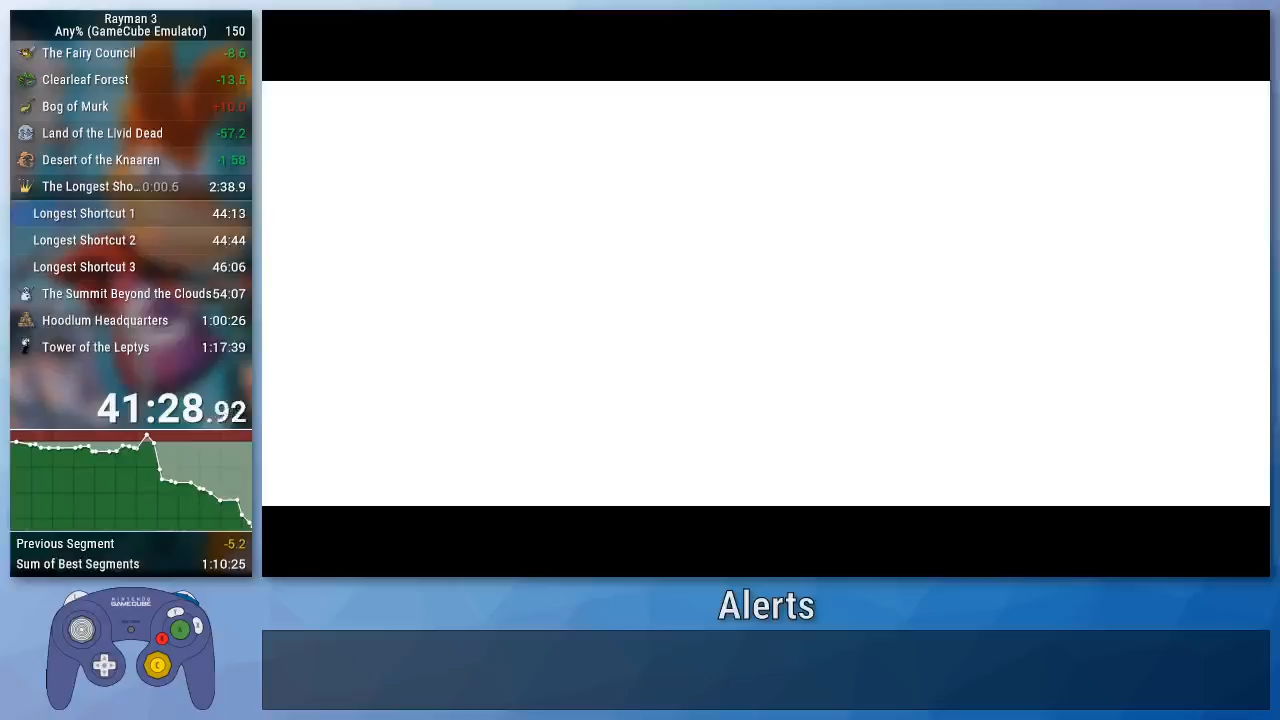 Rayman 3
Any% (GameCube Emulator) 150
The Fairy Council -8.6
Clearleaf Forest -13.5
Bog of Murk +10.0
Land of the Livid Dead -57.2
Desert of the Knaaren -1:58
The Longest Sho... 0:00.6 2:38.9
Longest Shortcut 1 44:13
Longest Shortcut 2 44:44
Longest Shortcut 3 46:06
The Summit Beyond the Clouds 54:07
Hoodlum Headquarters 1:00:26
Tower of the Leptys 1:17:39
41:28.92
Previous Segment -5.2
Sum of Best Segments 1:10:25
Alerts
NINTENDO
GAMECUBE
Y
X
A
B
C